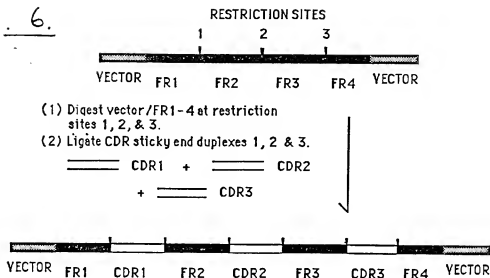 . 6.
RESTRICTION SITES
1 2 3
VECTOR FR1 FR2 FR3 FR4 VECTOR
(1) Digest vector/FR1-4 at restriction
sites 1, 2, & 3.
(2) Ligate CDR sticky end duplexes 1, 2 & 3.
CDR1 + CDR2
+ CDR3
VECTOR FR1 CDR1 FR2 CDR2 FR3 CDR3 FR4 VECTOR